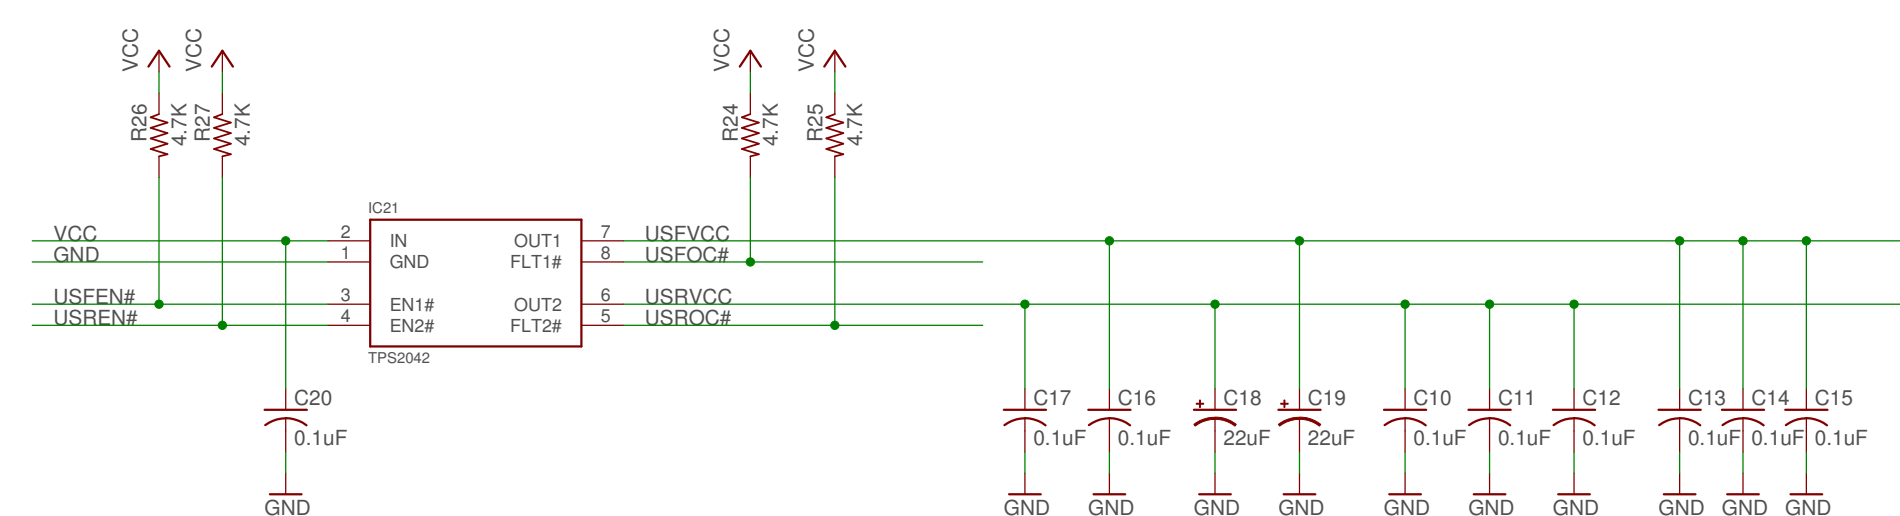 VCC
VCC
VCC
VCC
R26
4.7K
R27
4.7K
R24
4.7K
R25
4.7K
IC21
VCC
2
IN
OUT1
7
USFVCC
GND
1
GND
FLT1#
8
USFOC#
USFEN#
3
EN1#
OUT2
6
USRVCC
USREN#
4
EN2#
FLT2#
5
USROC#
TPS2042
C20
0.1uF
GND
C17
0.1uF
GND
C16
0.1uF
GND
+
C18
22uF
GND
+
C19
22uF
GND
C10
0.1uF
GND
C11
0.1uF
GND
C12
0.1uF
GND
C13
0.1uF
GND
C14
0.1uF
GND
C15
0.1uF
GND